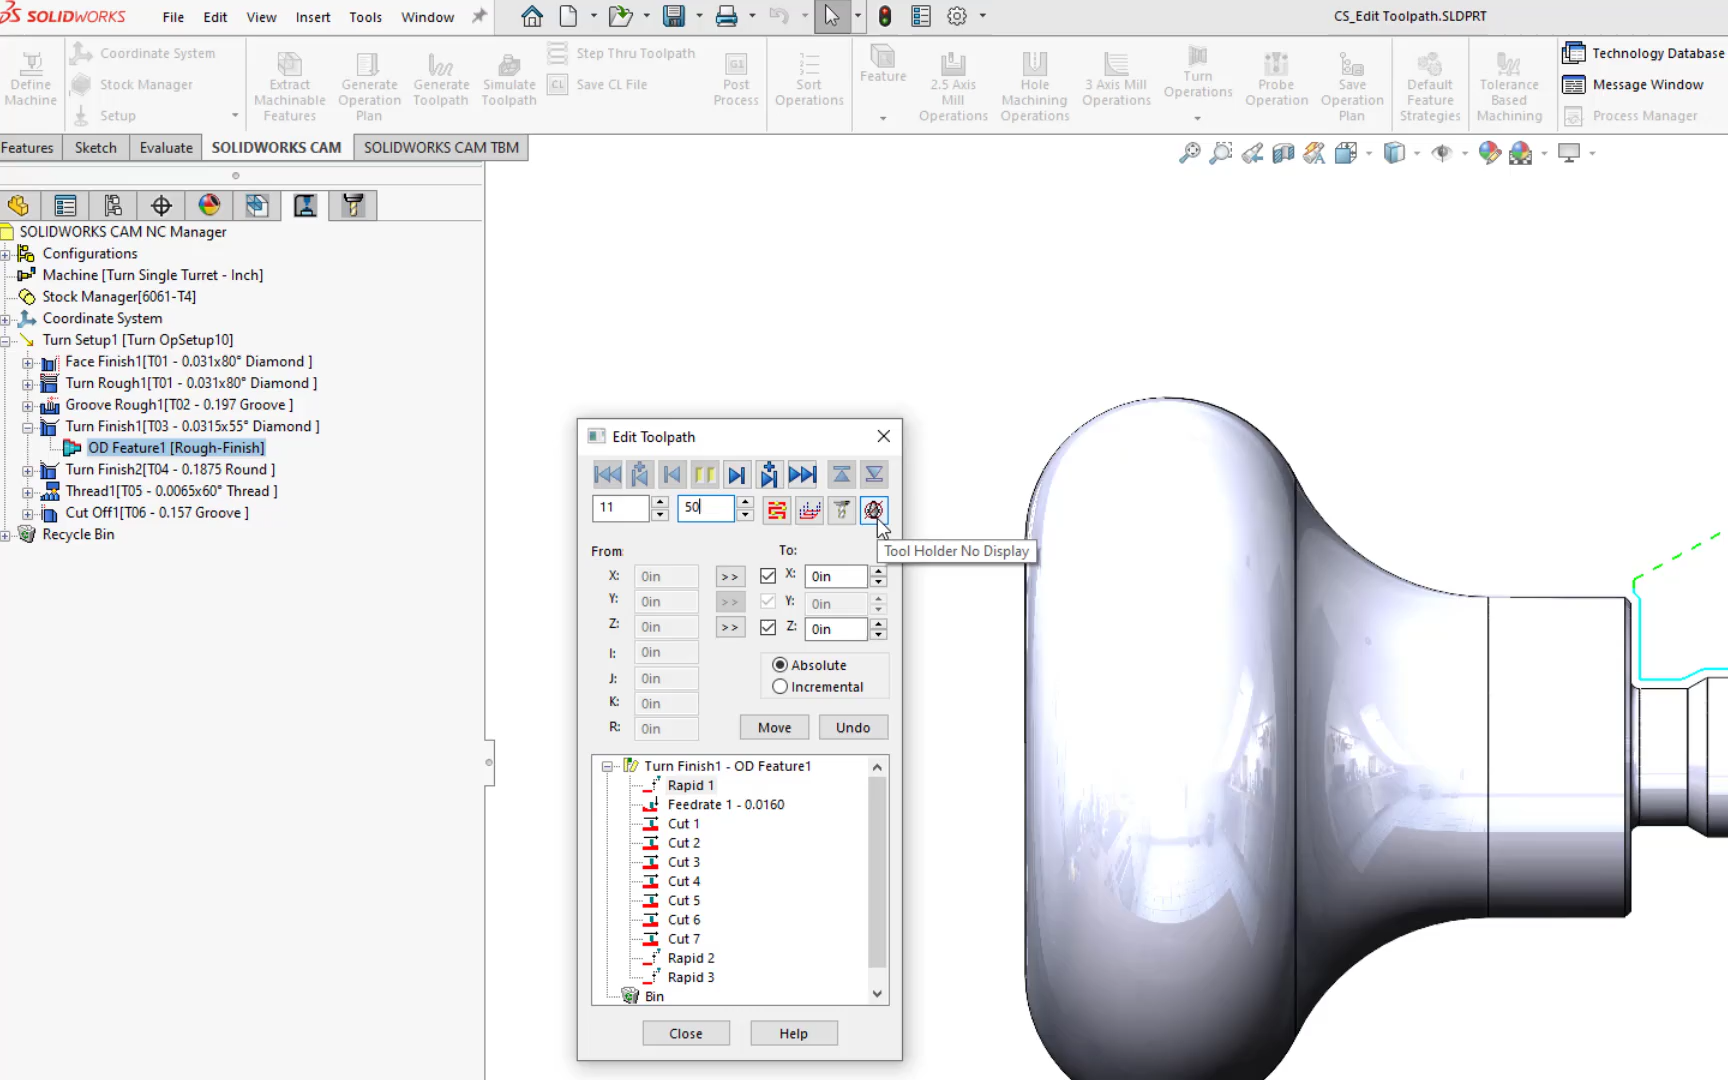 SOLIDWORKS
File Edit View Insert Tools Window
CS_Edit Toolpath.SLDPRT
Define Machine
Coordinate System
Stock Manager
Setup
Extract Machinable Features
Generate Operation Plan
Generate Toolpath
Simulate Toolpath
Step Thru Toolpath
CL Save CL File
G1 Post Process
Sort Operations
Feature
2.5 Axis Mill Operations
Hole Machining Operations
3 Axis Mill Operations
Turn Operations
Probe Operation
Save Operation Plan
Default Feature Strategies
Tolerance Based Machining
Technology Database
Message Window
Process Manager
Features Sketch Evaluate SOLIDWORKS CAM SOLIDWORKS CAM TBM
SOLIDWORKS CAM NC Manager
Configurations
Machine [Turn Single Turret - Inch]
Stock Manager[6061-T4]
Coordinate System
Turn Setup1 [Turn OpSetup10]
Face Finish1[T01 - 0.031x80° Diamond ]
Turn Rough1[T01 - 0.031x80° Diamond ]
Groove Rough1[T02 - 0.197 Groove ]
Turn Finish1[T03 - 0.0315x55° Diamond ]
OD Feature1 [Rough-Finish]
Turn Finish2[T04 - 0.1875 Round ]
Thread1[T05 - 0.0065x60° Thread ]
Cut Off1[T06 - 0.157 Groove ]
Recycle Bin
Edit Toolpath
11 50
Tool Holder No Display
From: To:
X: 0in >> X: 0in
Y: 0in >> Y: 0in
Z: 0in >> Z: 0in
I: 0in
J: 0in
K: 0in
R: 0in
Absolute
Incremental
Move Undo
Turn Finish1 - OD Feature1
Rapid 1
Feedrate 1 - 0.0160
Cut 1
Cut 2
Cut 3
Cut 4
Cut 5
Cut 6
Cut 7
Rapid 2
Rapid 3
Bin
Close Help